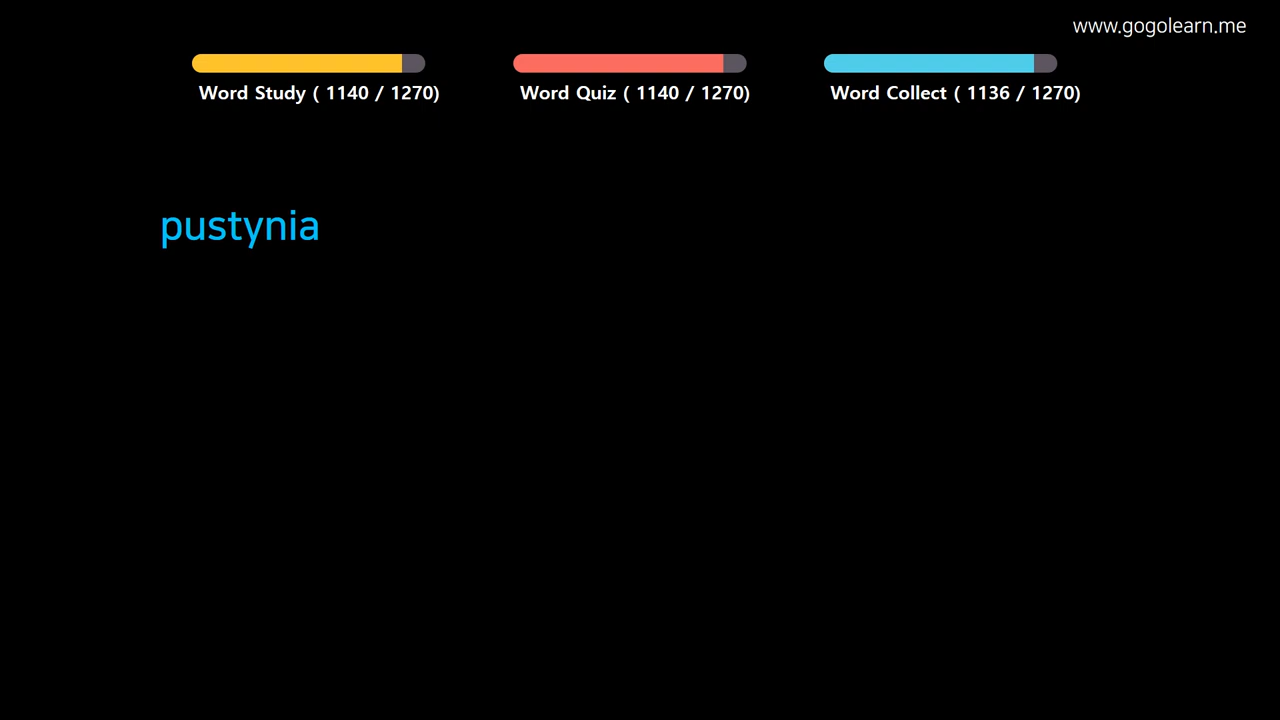 www.gogolearn.me
Word Study ( 1140 / 1270)
Word Quiz ( 1140 / 1270)
Word Collect ( 1136 / 1270)
pustynia